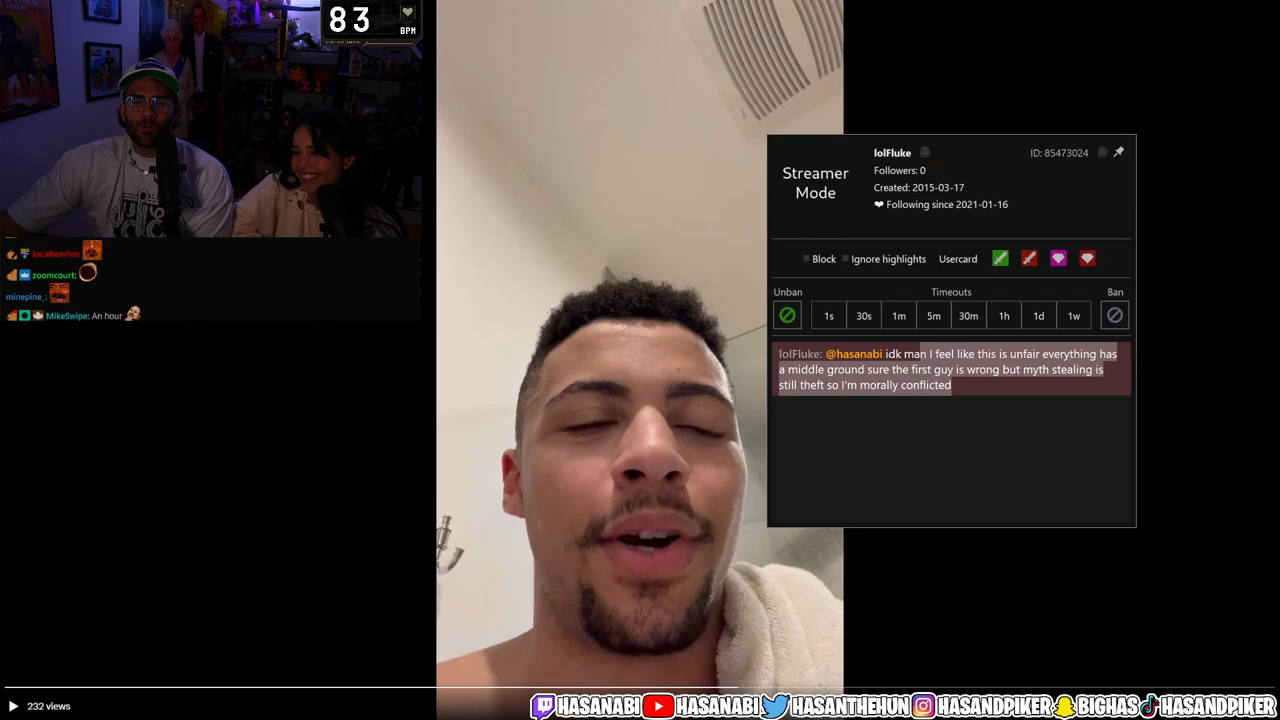 83
BPM
localbonfire:
zoomcourt:
minepine_:
MikeSwipe: An hour
Streamer
Mode
lolFluke
ID: 85473024
Followers: 0
Created: 2015-03-17
Following since 2021-01-16
Block
Ignore highlights
Usercard
Unban
Timeouts
Ban
1s 30s 1m 5m 30m 1h 1d 1w
lolFluke: @hasanabi idk man I feel like this is unfair everything has
a middle ground sure the first guy is wrong but myth stealing is
still theft so I'm morally conflicted
232 views
HASANABI HASANABI HASANTHEHUN HASANDPIKER BIGHAS HASANDPIKER